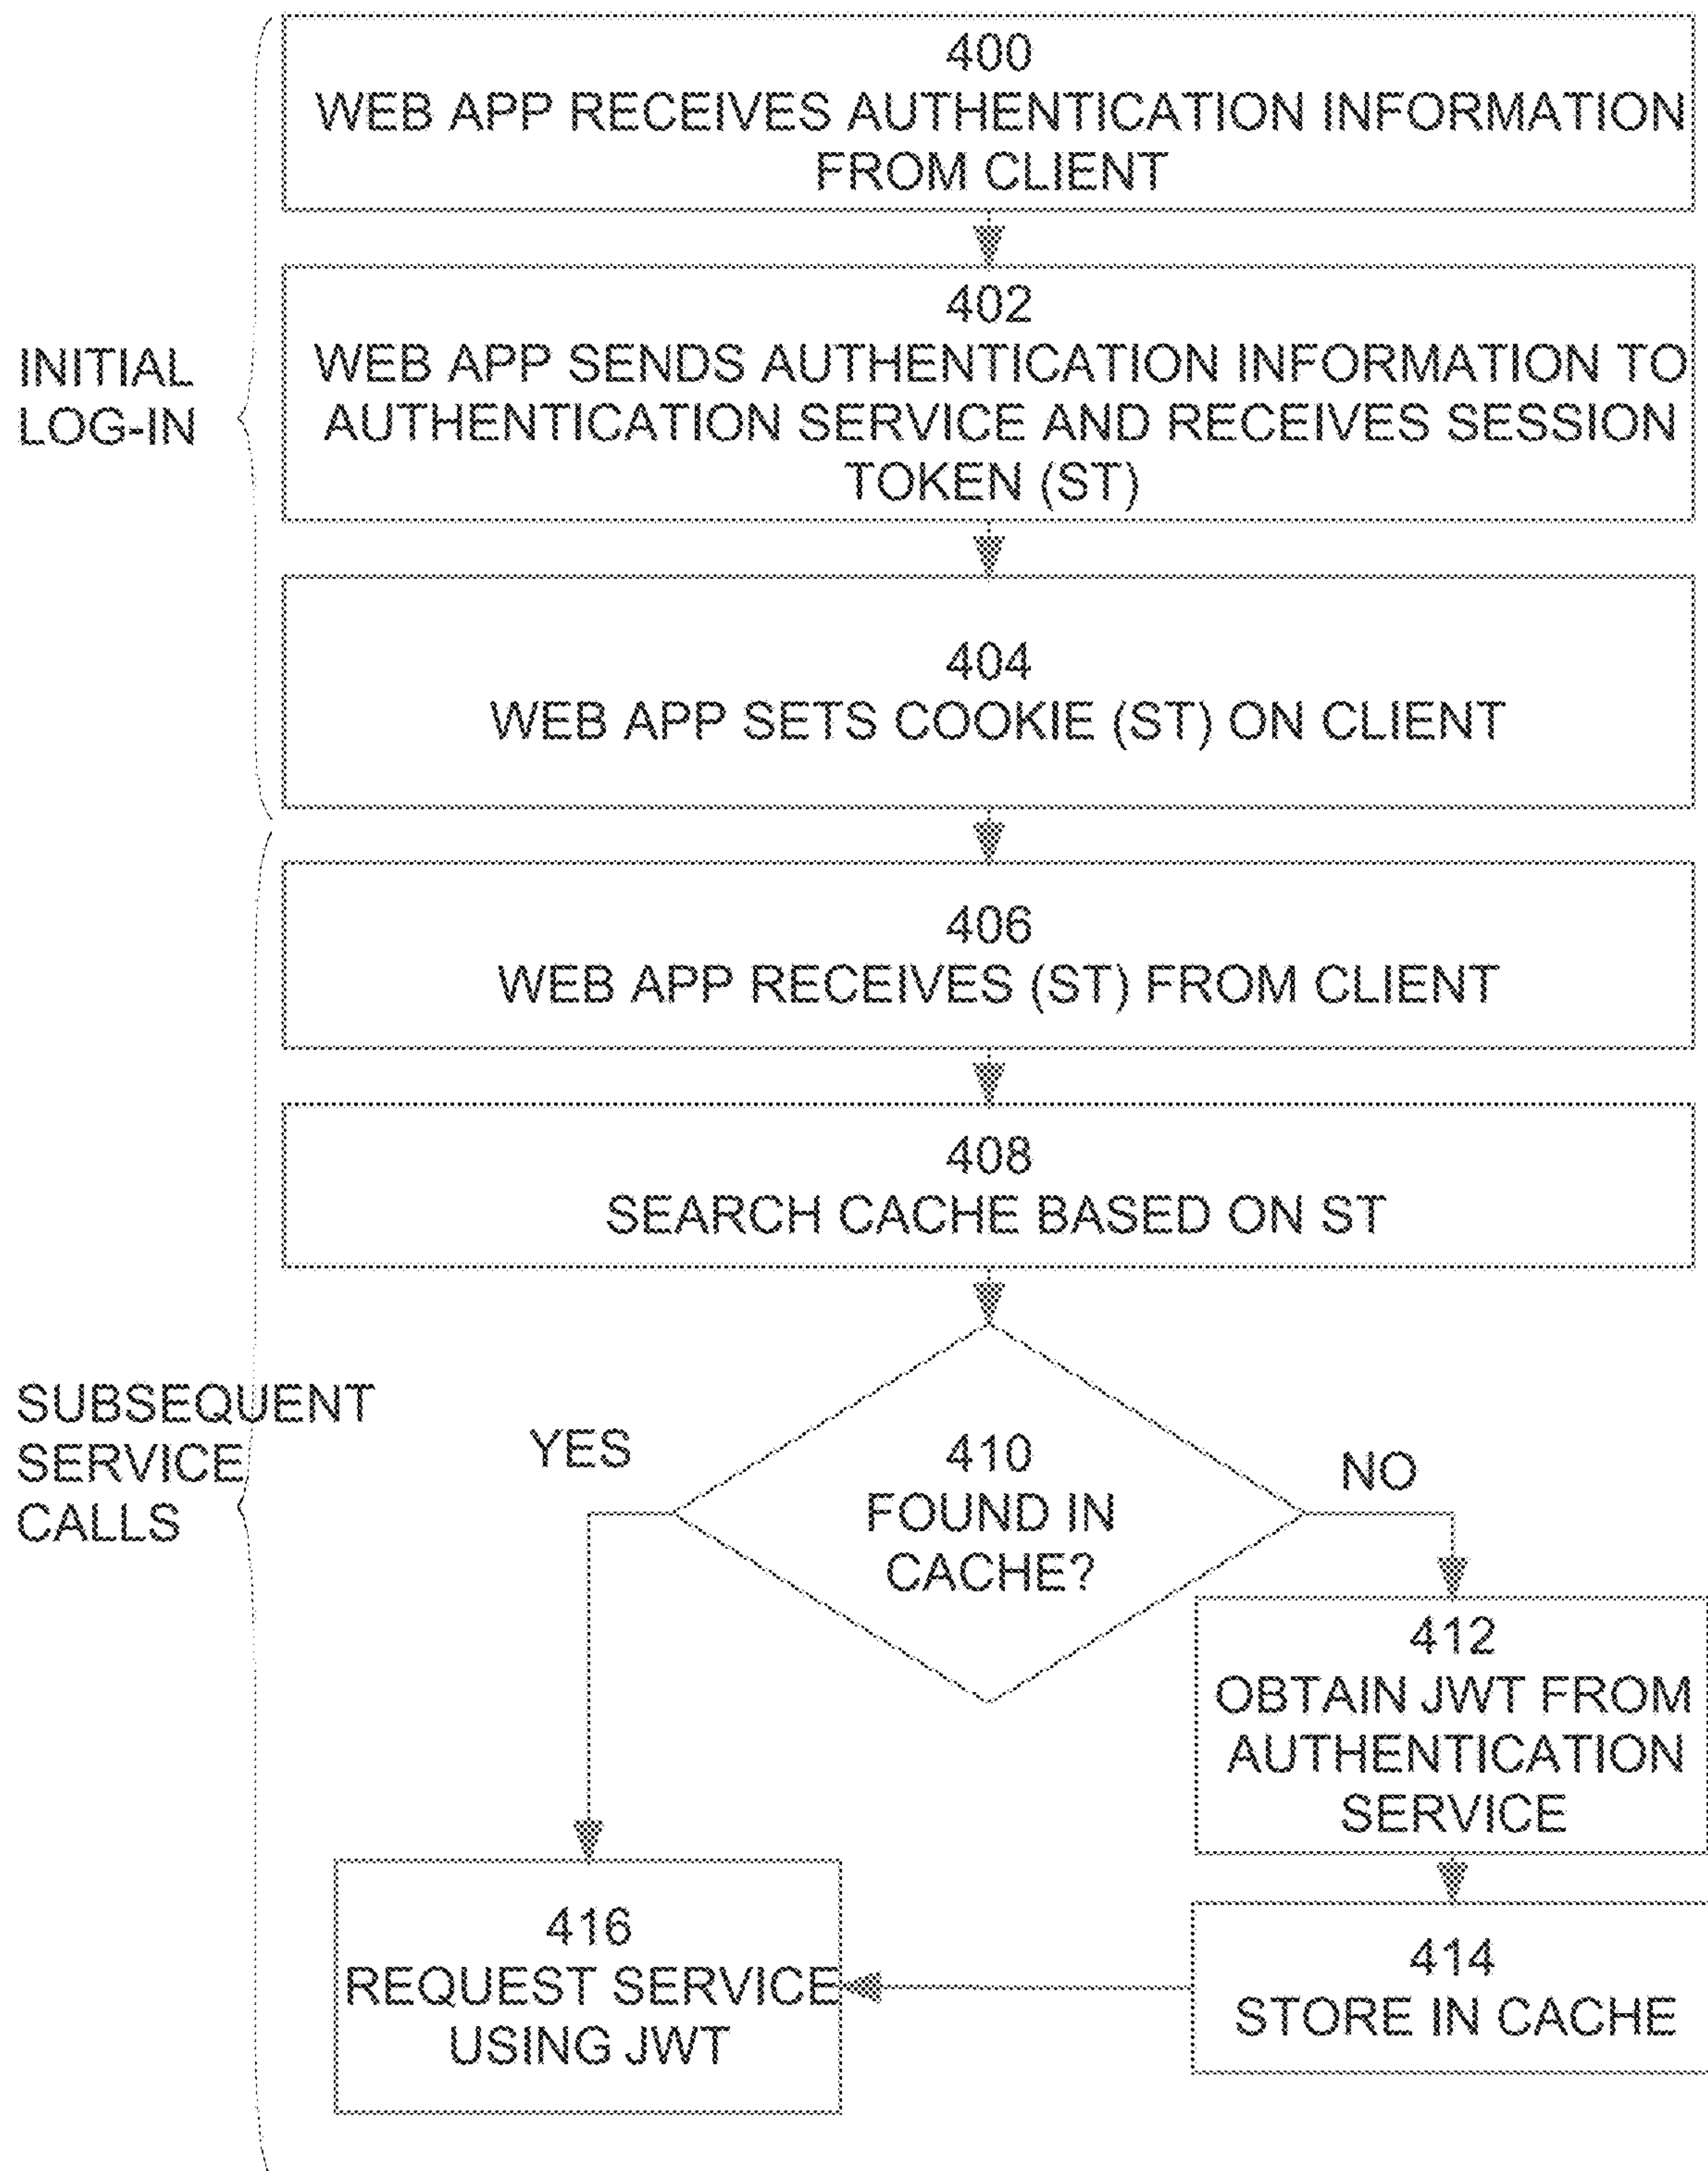 400
WEB APP RECEIVES AUTHENTICATION INFORMATION
FROM CLIENT
402
WEB APP SENDS AUTHENTICATION INFORMATION TO
AUTHENTICATION SERVICE AND RECEIVES SESSION
TOKEN (ST)
INITIAL
LOG-IN
404
WEB APP SETS COOKIE (ST) ON CLIENT
406
WEB APP RECEIVES (ST) FROM CLIENT
408
SEARCH CACHE BASED ON ST
SUBSEQUENT
SERVICE
CALLS
YES
410
FOUND IN
CACHE?
NO
412
OBTAIN JWT FROM
AUTHENTICATION
SERVICE
414
STORE IN CACHE
416
REQUEST SERVICE
USING JWT